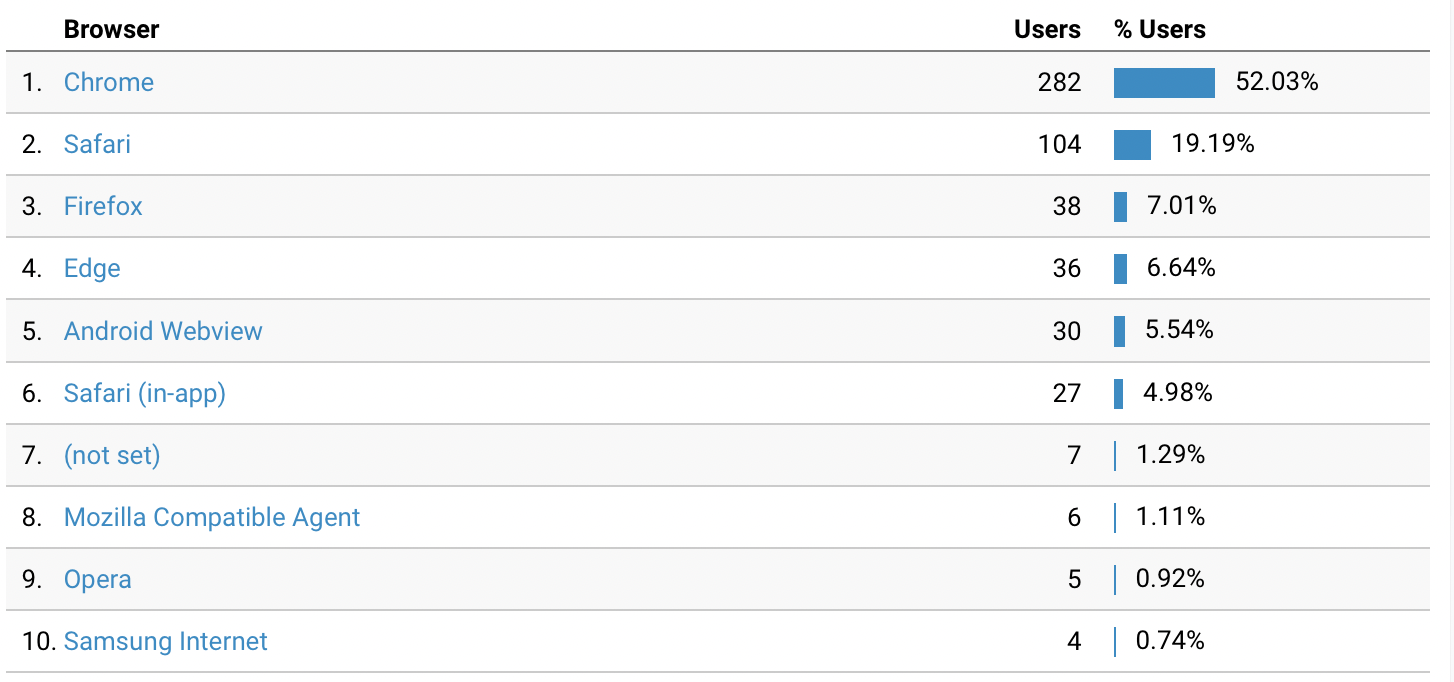 Browser Users % Users
1. Chrome 282 52.03%
2. Safari 104 19.19%
3. Firefox 38 7.01%
4. Edge 36 6.64%
5. Android Webview 30 5.54%
6. Safari (in-app) 27 4.98%
7. (not set) 7 1.29%
8. Mozilla Compatible Agent 6 1.11%
9. Opera 5 0.92%
10. Samsung Internet 4 0.74%